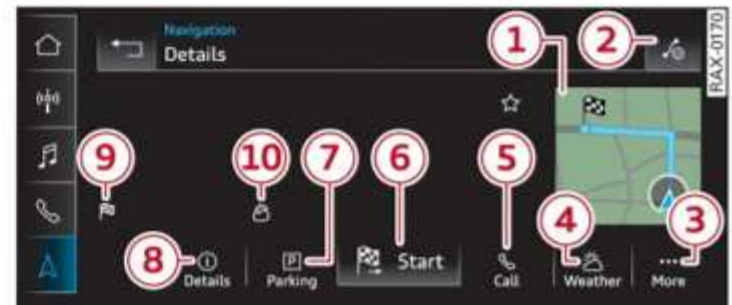 Navigation
Details
1
2
RAX-0170
9
10
7
6
5
4
3
8
Details
P
Parking
Start
Call
Weather
More